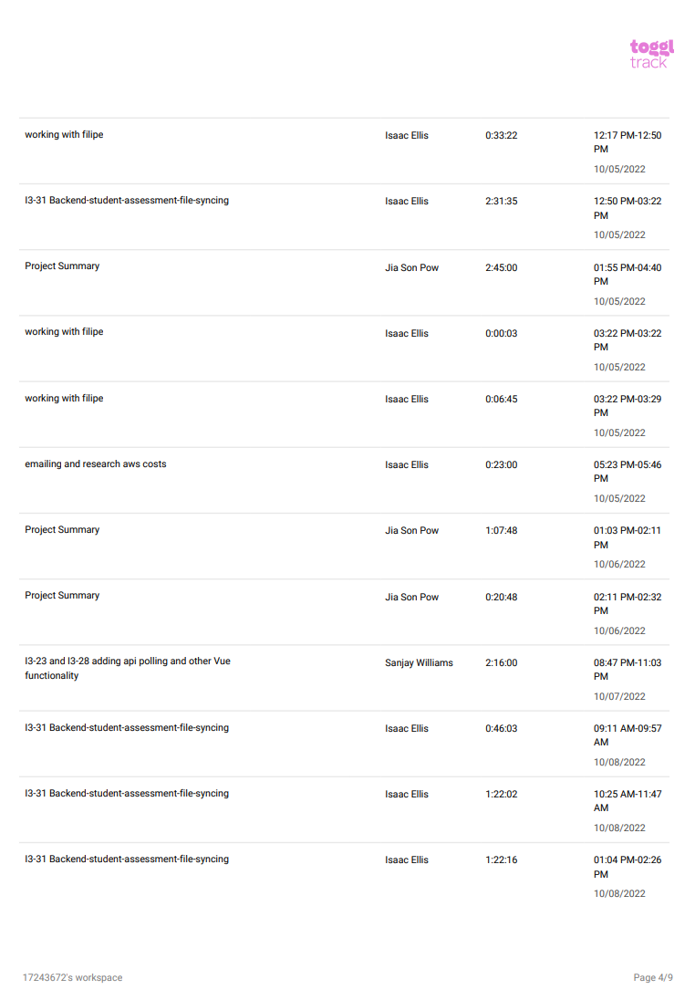 toggl
track
working with filipe Isaac Ellis 0:33:22 12:17 PM-12:50
PM
10/05/2022
I3-31 Backend-student-assessment-file-syncing Isaac Ellis 2:31:35 12:50 PM-03:22
PM
10/05/2022
Project Summary Jia Son Pow 2:45:00 01:55 PM-04:40
PM
10/05/2022
working with filipe Isaac Ellis 0:00:03 03:22 PM-03:22
PM
10/05/2022
working with filipe Isaac Ellis 0:06:45 03:22 PM-03:29
PM
10/05/2022
emailing and research aws costs Isaac Ellis 0:23:00 05:23 PM-05:46
PM
10/05/2022
Project Summary Jia Son Pow 1:07:48 01:03 PM-02:11
PM
10/06/2022
Project Summary Jia Son Pow 0:20:48 02:11 PM-02:32
PM
10/06/2022
I3-23 and I3-28 adding api polling and other Vue Sanjay Williams 2:16:00 08:47 PM-11:03
functionality PM
10/07/2022
I3-31 Backend-student-assessment-file-syncing Isaac Ellis 0:46:03 09:11 AM-09:57
AM
10/08/2022
I3-31 Backend-student-assessment-file-syncing Isaac Ellis 1:22:02 10:25 AM-11:47
AM
10/08/2022
I3-31 Backend-student-assessment-file-syncing Isaac Ellis 1:22:16 01:04 PM-02:26
PM
10/08/2022
17243672's workspace Page 4/9